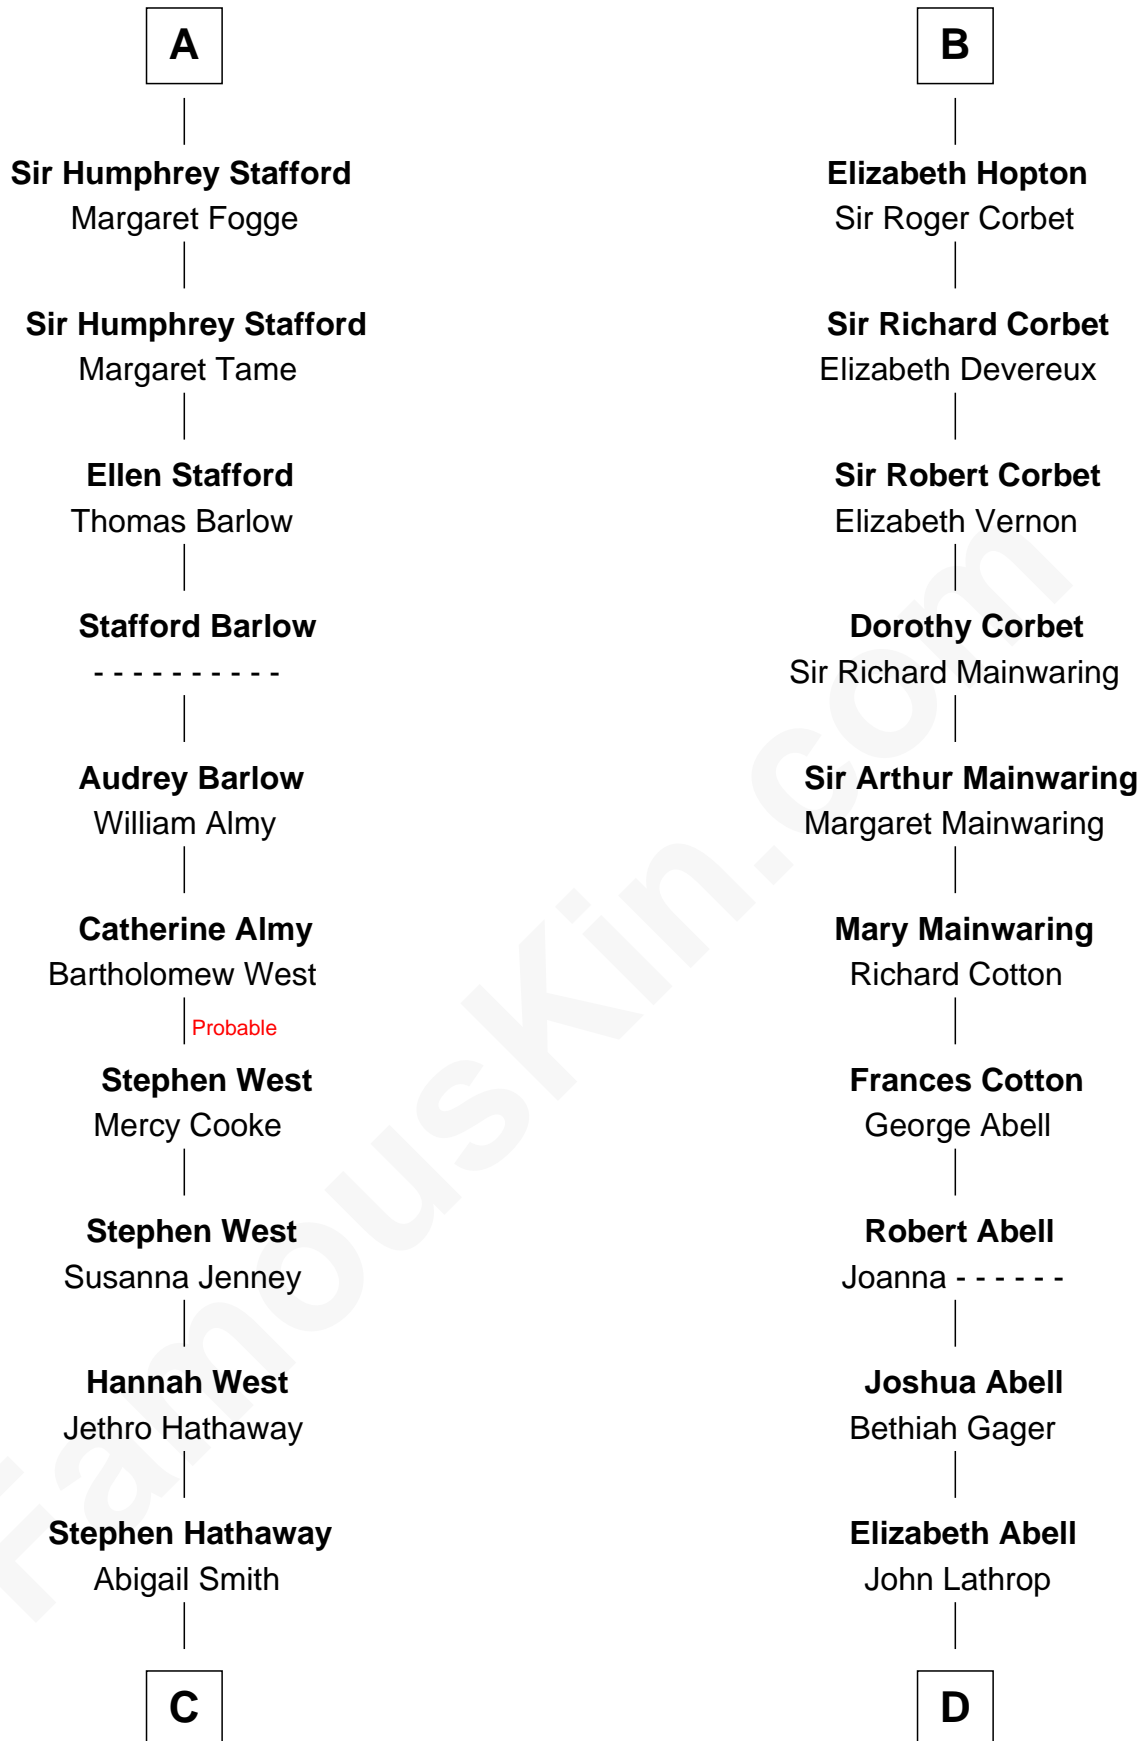 A
Sir Humphrey Stafford
Margaret Fogge
Sir Humphrey Stafford
Margaret Tame
Ellen Stafford
Thomas Barlow
Stafford Barlow
- - - - - - - - - -
Audrey Barlow
William Almy
Catherine Almy
Bartholomew West
Probable
Stephen West
Mercy Cooke
Stephen West
Susanna Jenney
Hannah West
Jethro Hathaway
Stephen Hathaway
Abigail Smith
C
B
Elizabeth Hopton
Sir Roger Corbet
Sir Richard Corbet
Elizabeth Devereux
Sir Robert Corbet
Elizabeth Vernon
Dorothy Corbet
Sir Richard Mainwaring
Sir Arthur Mainwaring
Margaret Mainwaring
Mary Mainwaring
Richard Cotton
Frances Cotton
George Abell
Robert Abell
Joanna - - - - - -
Joshua Abell
Bethiah Gager
Elizabeth Abell
John Lathrop
D
FamousKin.com